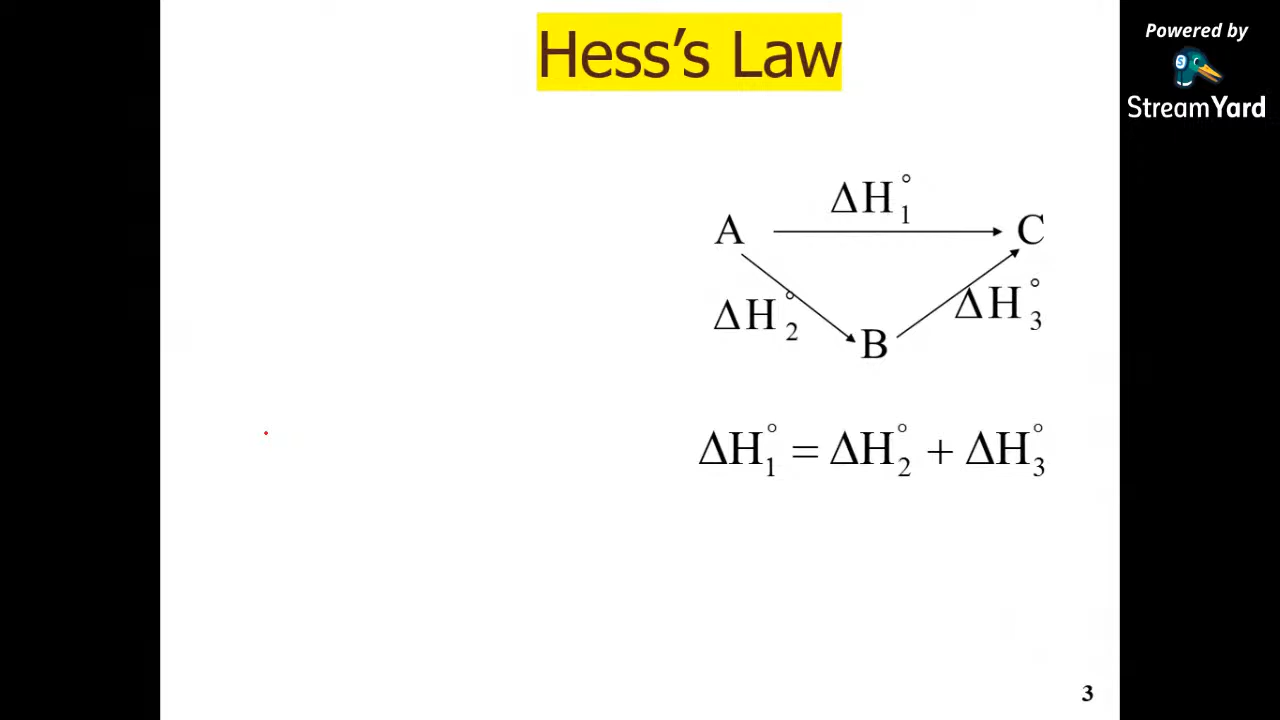 Hess’s Law
Powered by
StreamYard
ΔH°1
A
C
ΔH°2
ΔH°3
B
ΔH°1 = ΔH°2 + ΔH°3
3